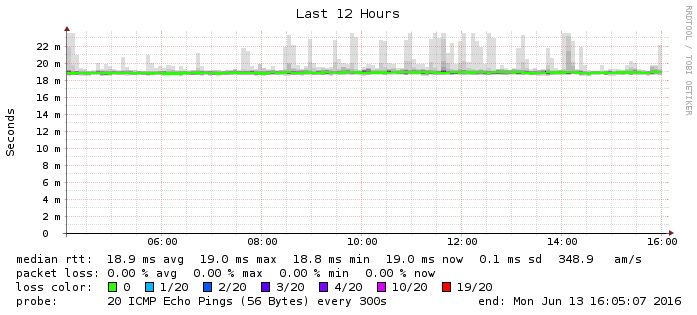 Last 12 Hours
RRDTOOL / TOBI OETIKER
Seconds
22 m
20 m
18 m
16 m
14 m
12 m
10 m
8 m
6 m
4 m
2 m
0
06:00 08:00 10:00 12:00 14:00 16:00
median rtt: 18.9 ms avg 19.0 ms max 18.8 ms min 19.0 ms now 0.1 ms sd 348.9 am/s
packet loss: 0.00 % avg 0.00 % max 0.00 % min 0.00 % now
loss color: 0 1/20 2/20 3/20 4/20 10/20 19/20
probe: 20 ICMP Echo Pings (56 Bytes) every 300s end: Mon Jun 13 16:05:07 2016